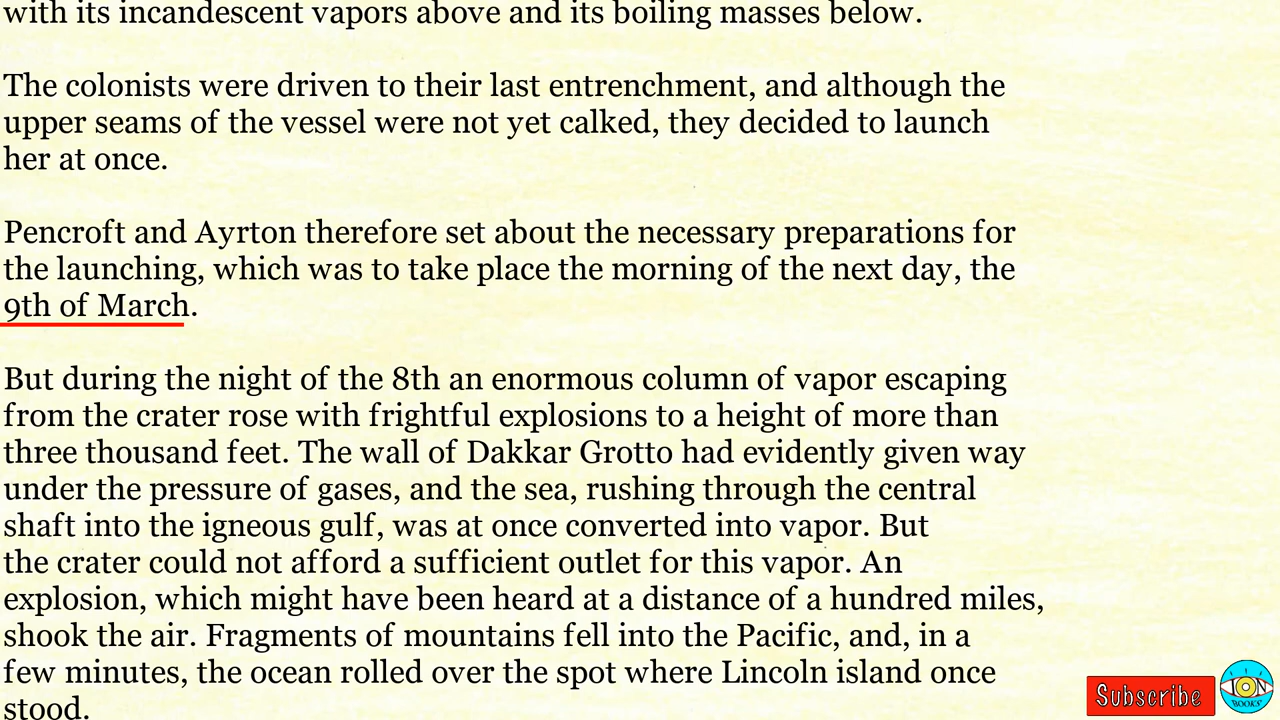 with its incandescent vapors above and its boiling masses below.
The colonists were driven to their last entrenchment, and although the
upper seams of the vessel were not yet calked, they decided to launch
her at once.
Pencroft and Ayrton therefore set about the necessary preparations for
the launching, which was to take place the morning of the next day, the
9th of March.
But during the night of the 8th an enormous column of vapor escaping
from the crater rose with frightful explosions to a height of more than
three thousand feet. The wall of Dakkar Grotto had evidently given way
under the pressure of gases, and the sea, rushing through the central
shaft into the igneous gulf, was at once converted into vapor. But
the crater could not afford a sufficient outlet for this vapor. An
explosion, which might have been heard at a distance of a hundred miles,
shook the air. Fragments of mountains fell into the Pacific, and, in a
few minutes, the ocean rolled over the spot where Lincoln island once
stood.
Subscribe
ION
BOOKS